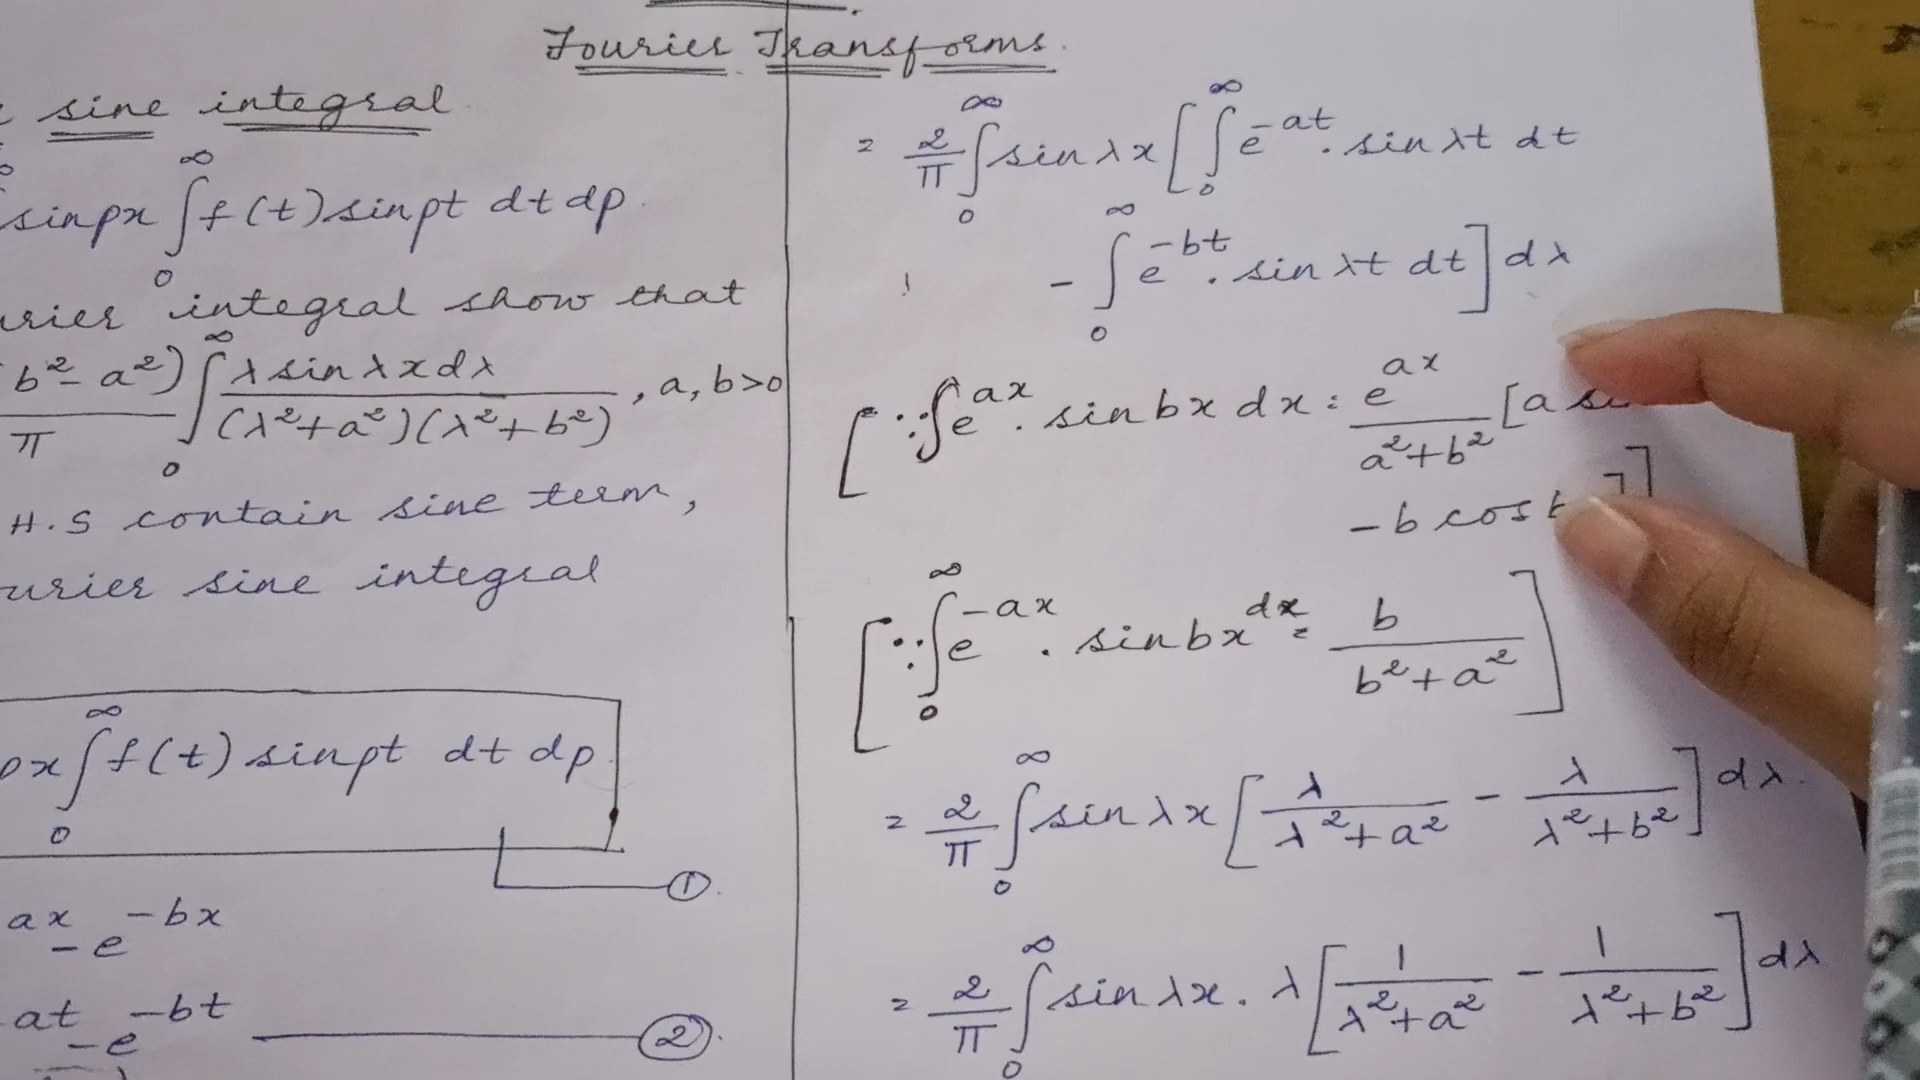 Fourier Transforms.
sine integral
sinpx ∫₀^∞ f(t) sinpt dt dp.
integral show that
b²-a²)/π ∫₀^∞ λ sin λx dλ / (λ²+a²)(λ²+b²) , a, b>0
H.S contain sine term,
sine integral
px ∫₀^∞ f(t) sinpt dt dp.
①.
ax - e^-bx
at - e^-bt ②.
= 2/π ∫₀^∞ sin λx [ ∫₀^∞ e^-at . sin λt dt
- ∫₀^∞ e^-bt . sin λt dt ] dλ
[ ∵ ∫ e^ax . sin bx dx = e^ax / a²+b² [a
- b cos ]]
[ ∵ ∫₀^∞ e^-ax . sin bx dx = b / b²+a² ]
= 2/π ∫₀^∞ sin λx [ λ / λ²+a² - λ / λ²+b² ] dλ.
= 2/π ∫₀^∞ sin λx . λ [ 1 / λ²+a² - 1 / λ²+b² ] dλ